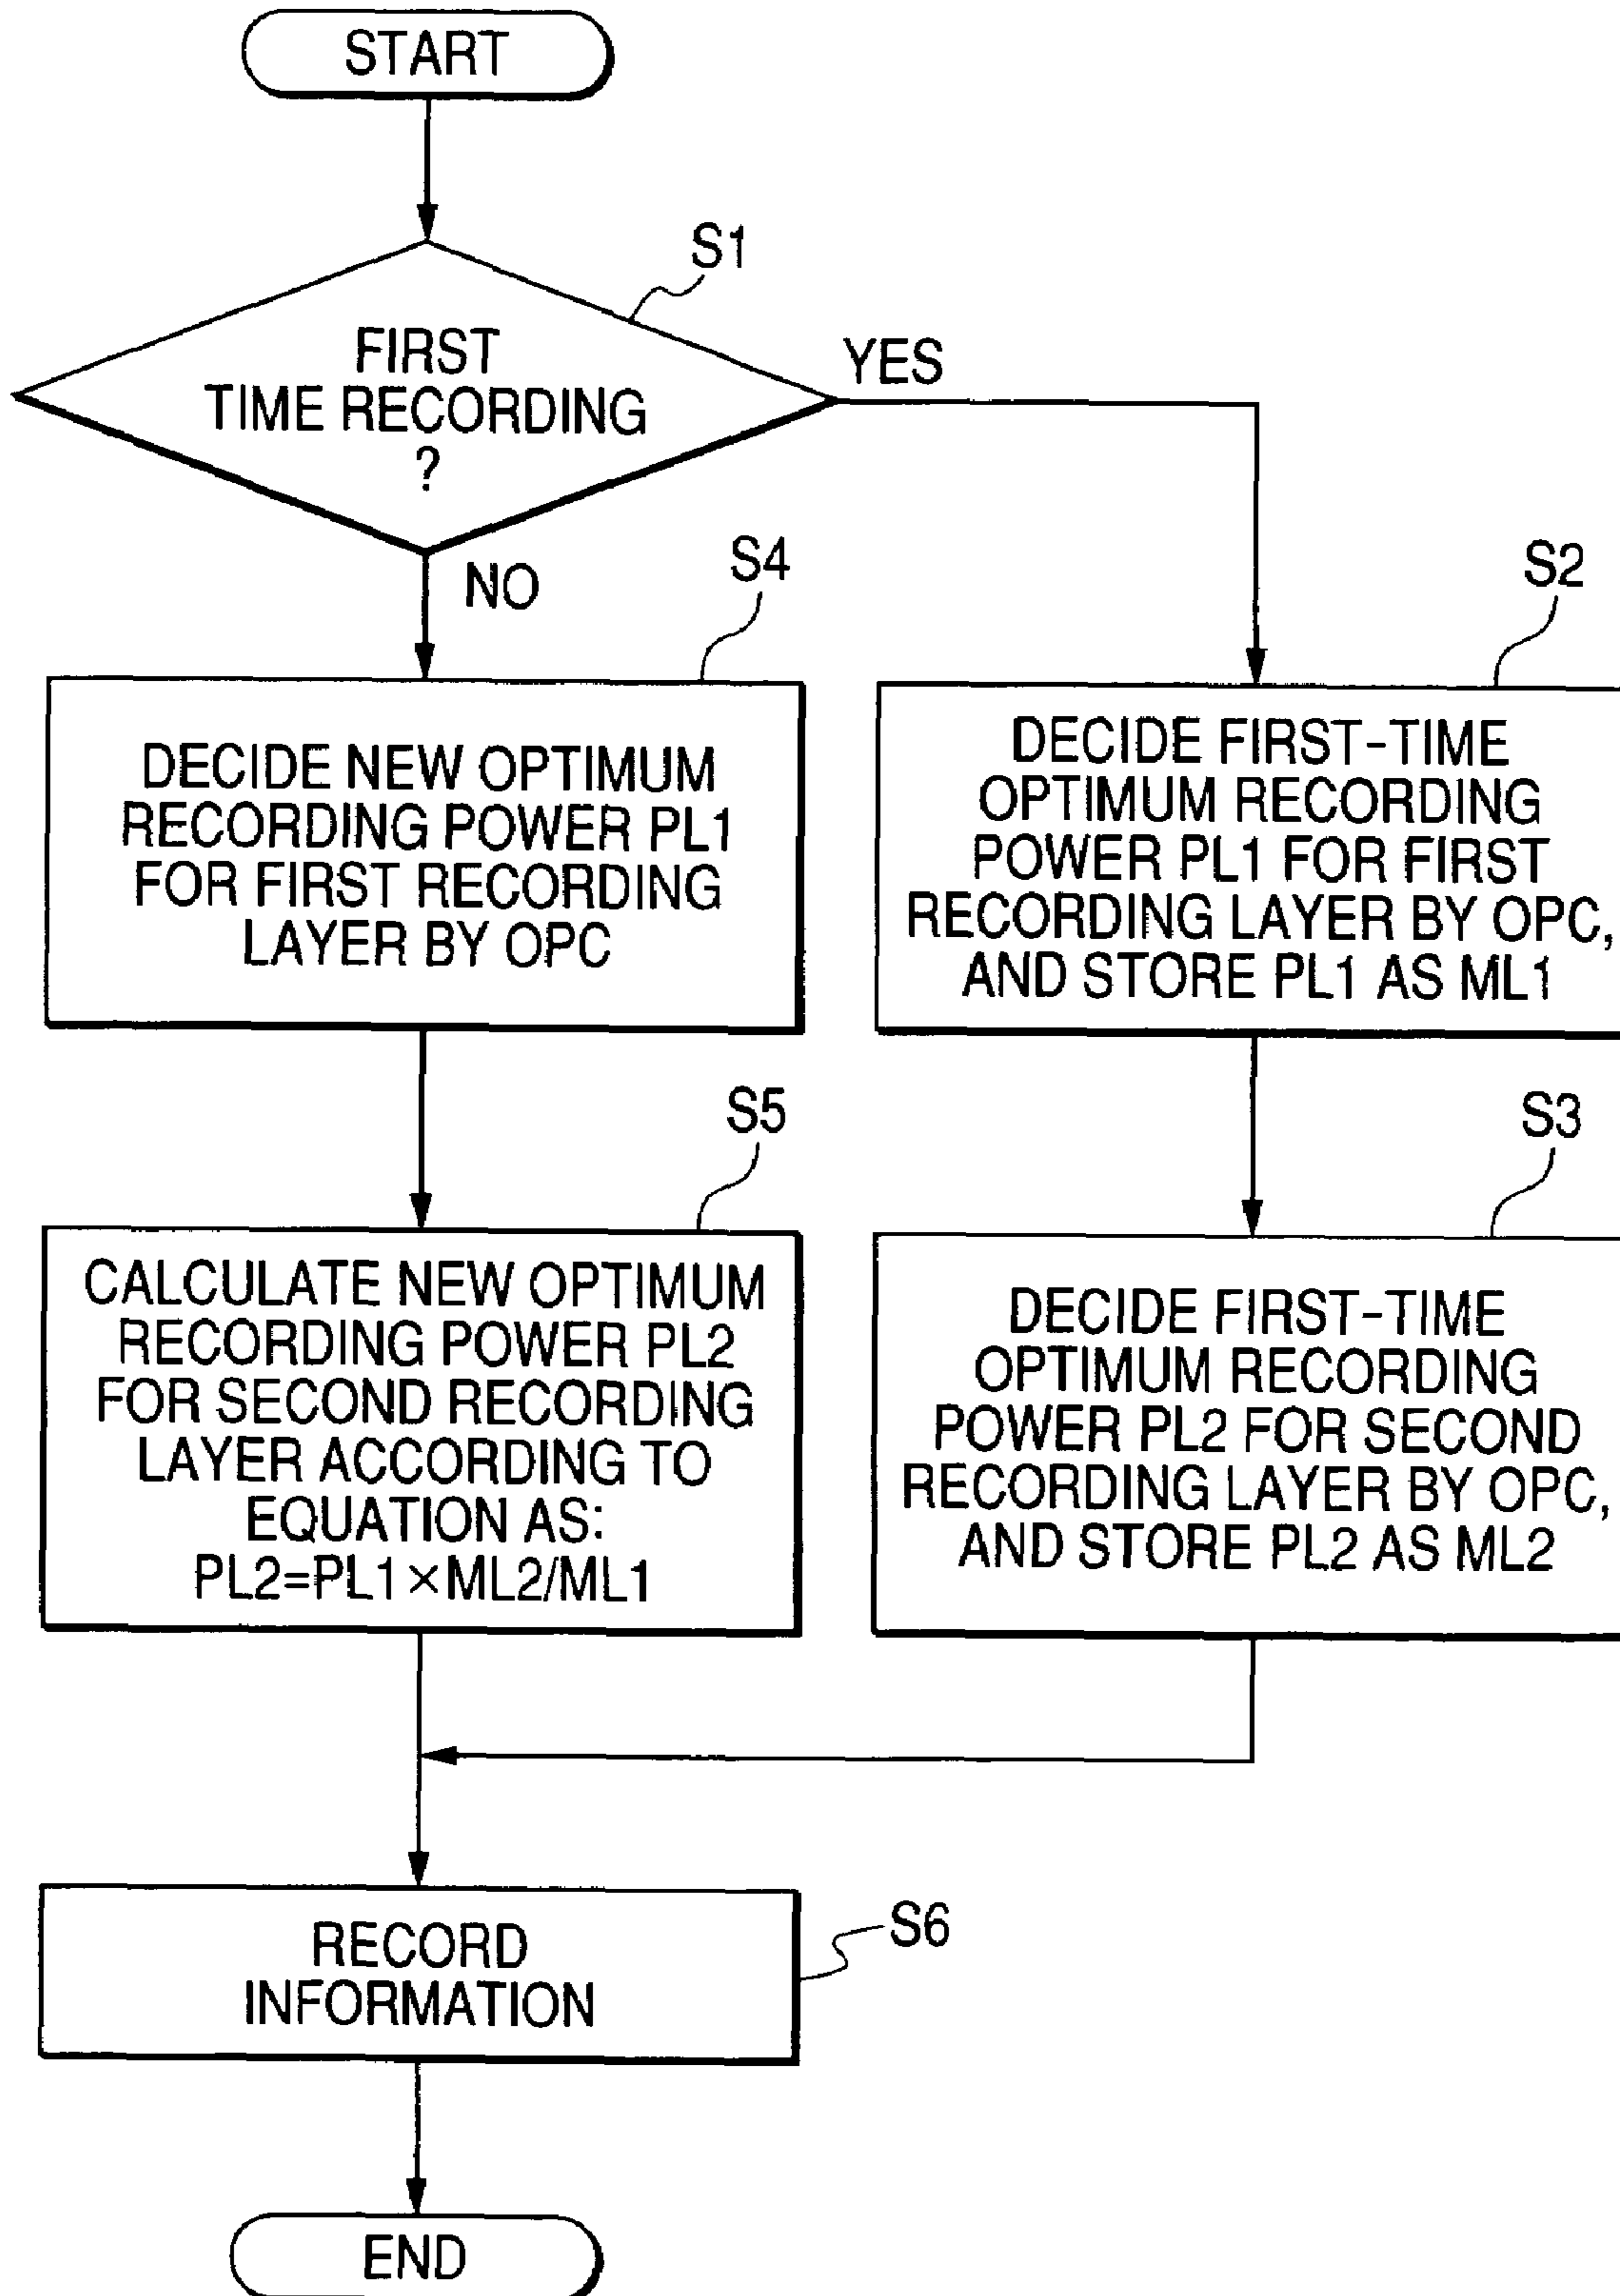 START
S1
FIRST
TIME RECORDING
?
YES
NO
S4
DECIDE NEW OPTIMUM
RECORDING POWER PL1
FOR FIRST RECORDING
LAYER BY OPC
S2
DECIDE FIRST-TIME
OPTIMUM RECORDING
POWER PL1 FOR FIRST
RECORDING LAYER BY OPC,
AND STORE PL1 AS ML1
S5
CALCULATE NEW OPTIMUM
RECORDING POWER PL2
FOR SECOND RECORDING
LAYER ACCORDING TO
EQUATION AS:
PL2=PL1×ML2/ML1
S3
DECIDE FIRST-TIME
OPTIMUM RECORDING
POWER PL2 FOR SECOND
RECORDING LAYER BY OPC,
AND STORE PL2 AS ML2
RECORD
INFORMATION
S6
END